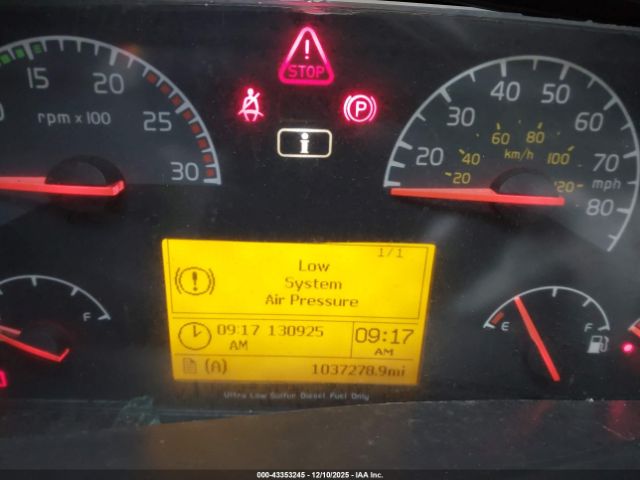 STOP
15
20
25
30
rpm x 100
P
i
20
30
40
50
60
70
80
mph
20
40
60
80
100
120
km/h
1/1
Low
System
Air Pressure
09:17 130925
AM
09:17
AM
(A)
1037278.9mi
F
E
F
Ultra Low Sulfur Diesel Fuel Only
000-43353245 - 12/10/2025 - IAA Inc.